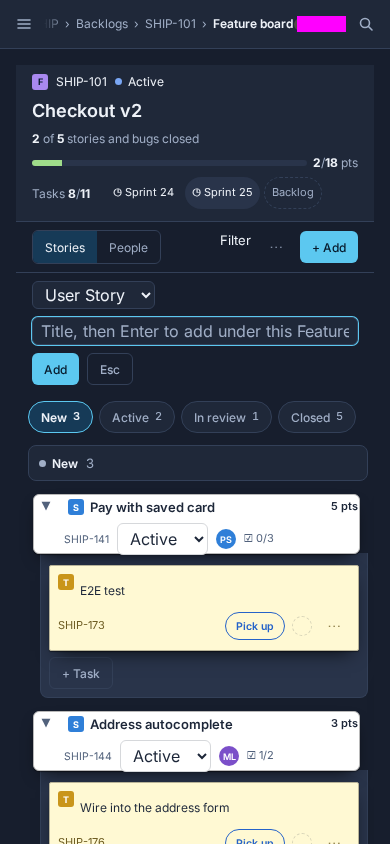 IP › Backlogs › SHIP-101 › Feature board
F SHIP-101 Active
Checkout v2
2 of 5 stories and bugs closed
2/18 pts
Tasks 8/11 Sprint 24 Sprint 25 Backlog
Stories People Filter ... + Add
User Story
Title, then Enter to add under this Feature
Add Esc
New 3 Active 2 In review 1 Closed 5
New 3
▼ S Pay with saved card 5 pts
SHIP-141 Active PS ☑ 0/3
T E2E test
SHIP-173 Pick up ...
+ Task
▼ S Address autocomplete 3 pts
SHIP-144 Active ML ☑ 1/2
T Wire into the address form
SHIP-176 Pick up ...